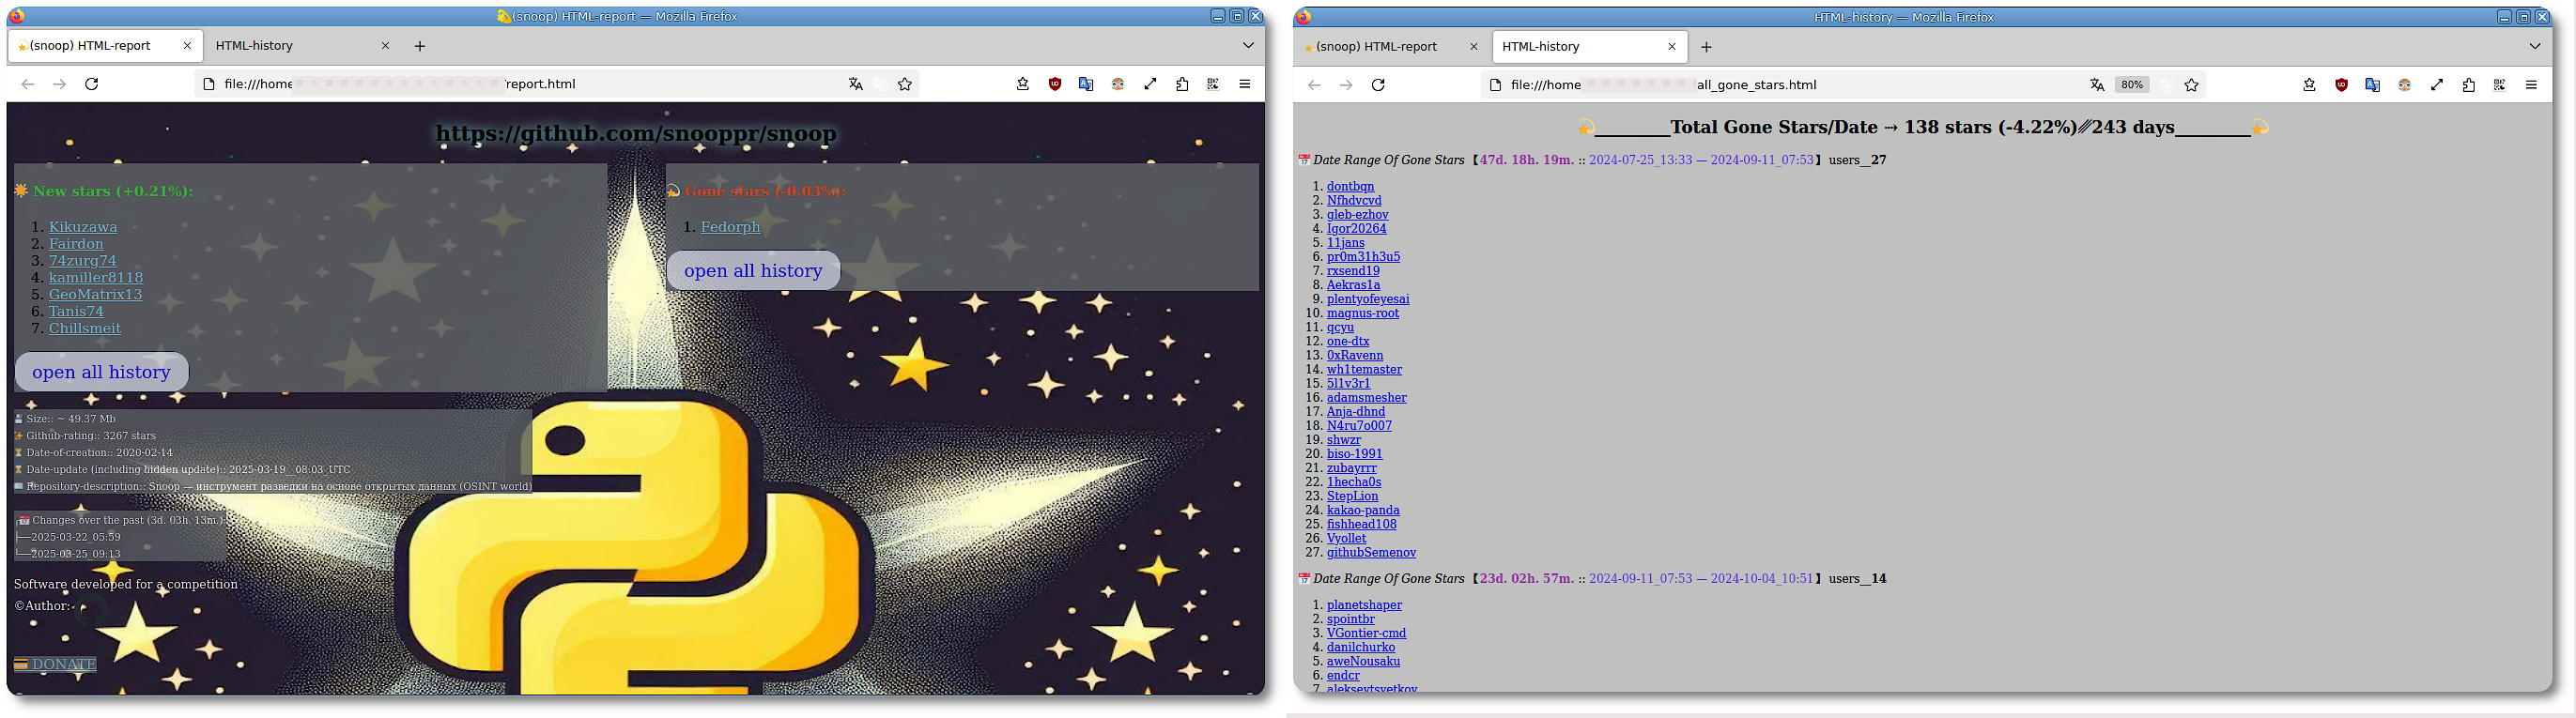 (snoop) HTML-report — Mozilla Firefox
(snoop) HTML-report
HTML-history
file:///home
report.html
https://github.com/snooppr/snoop
New stars (+0.21%):
1. Kikuzawa
2. Fairdon
3. 74zurg74
4. kamiller8118
5. GeoMatrix13
6. Tanis74
7. Chillsmeit
open all history
Gone stars (-0.03%):
1. Fedorph
open all history
Size:: ~ 49.37 Mb
Github-rating:: 3267 stars
Date-of-creation:: 2020-02-14
Date-update (including hidden update):: 2025-03-19__08:03_UTC
Repository-description:: Snoop — инструмент разведки на основе открытых данных (OSINT world)
Changes over the past (3d. 03h. 13m.)
├──2025-03-22_05:59
└──2025-03-25_09:13
Software developed for a competition
©Author:
DONATE
HTML-history — Mozilla Firefox
(snoop) HTML-report
HTML-history
file:///home
all_gone_stars.html
80%
Total Gone Stars/Date ⇢ 138 stars (-4.22%)⫽243 days
Date Range Of Gone Stars 【47d. 18h. 19m. :: 2024-07-25_13:33 — 2024-09-11_07:53】 users__27
1. dontbqn
2. Nfhdvcvd
3. gleb-ezhov
4. Igor20264
5. 11jans
6. pr0m31h3u5
7. rxsend19
8. Aekras1a
9. plentyofeyesai
10. magnus-root
11. qcyu
12. one-dtx
13. 0xRavenn
14. wh1temaster
15. 5l1v3r1
16. adamsmesher
17. Anja-dhnd
18. N4ru7o007
19. shwzr
20. biso-1991
21. zubayrrr
22. 1hecha0s
23. StepLion
24. kakao-panda
25. fishhead108
26. Vyollet
27. githubSemenov
Date Range Of Gone Stars 【23d. 02h. 57m. :: 2024-09-11_07:53 — 2024-10-04_10:51】 users__14
1. planetshaper
2. spointbr
3. VGontier-cmd
4. danilchurko
5. aweNousaku
6. endcr
7. alekseytsvetkov